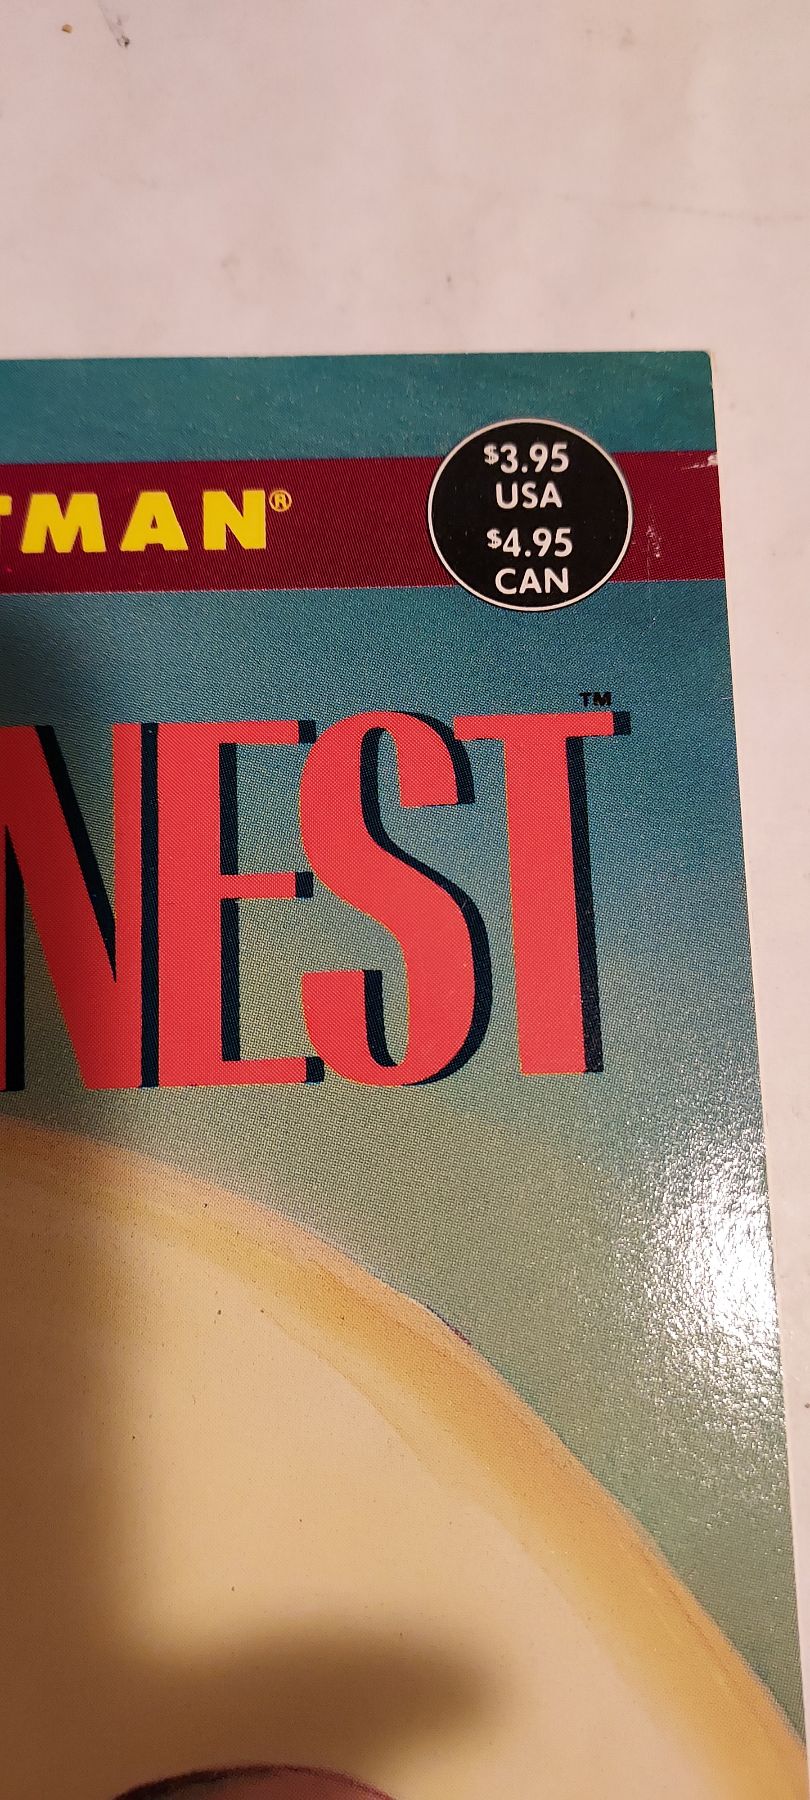 TMAN®
$3.95
USA
$4.95
CAN
NEST™